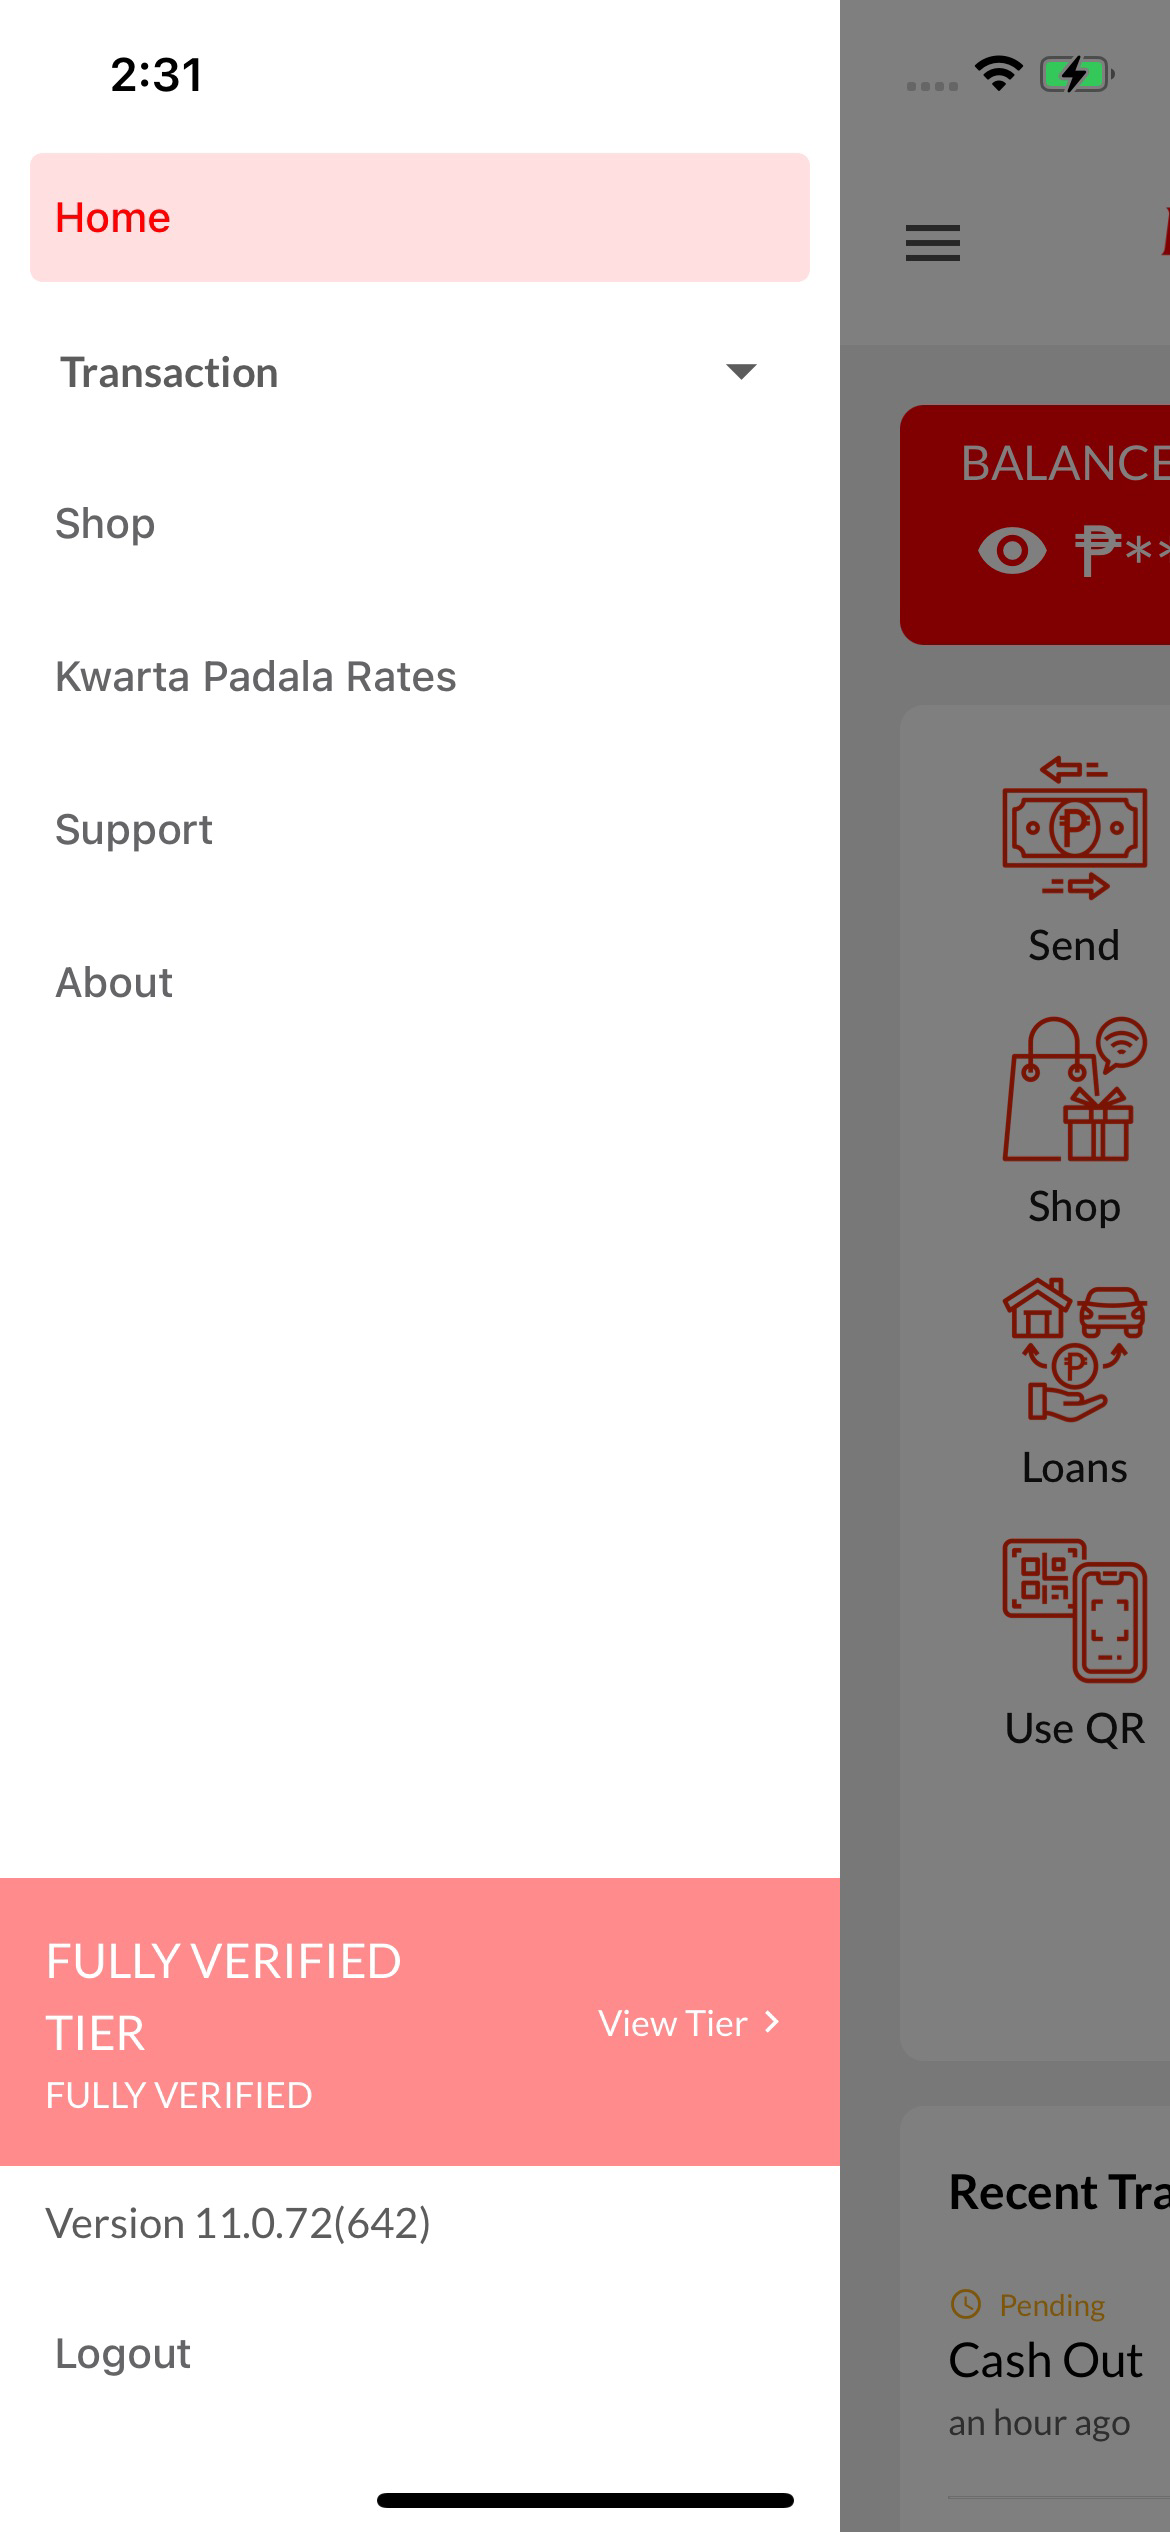 2:31
Home
Transaction
Shop
Kwarta Padala Rates
Support
About
FULLY VERIFIED
TIER
FULLY VERIFIED
View Tier
Version 11.0.72(642)
Logout
BALANCE
₱**
Send
Shop
Loans
Use QR
Recent
Pending
Cash Out
an hour ago